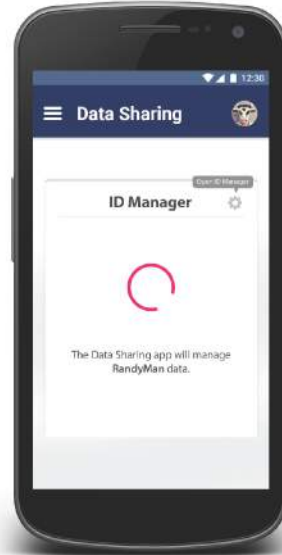 12:30
Data Sharing
Open ID Manager
ID Manager
The Data Sharing app will manage
RandyMan data.